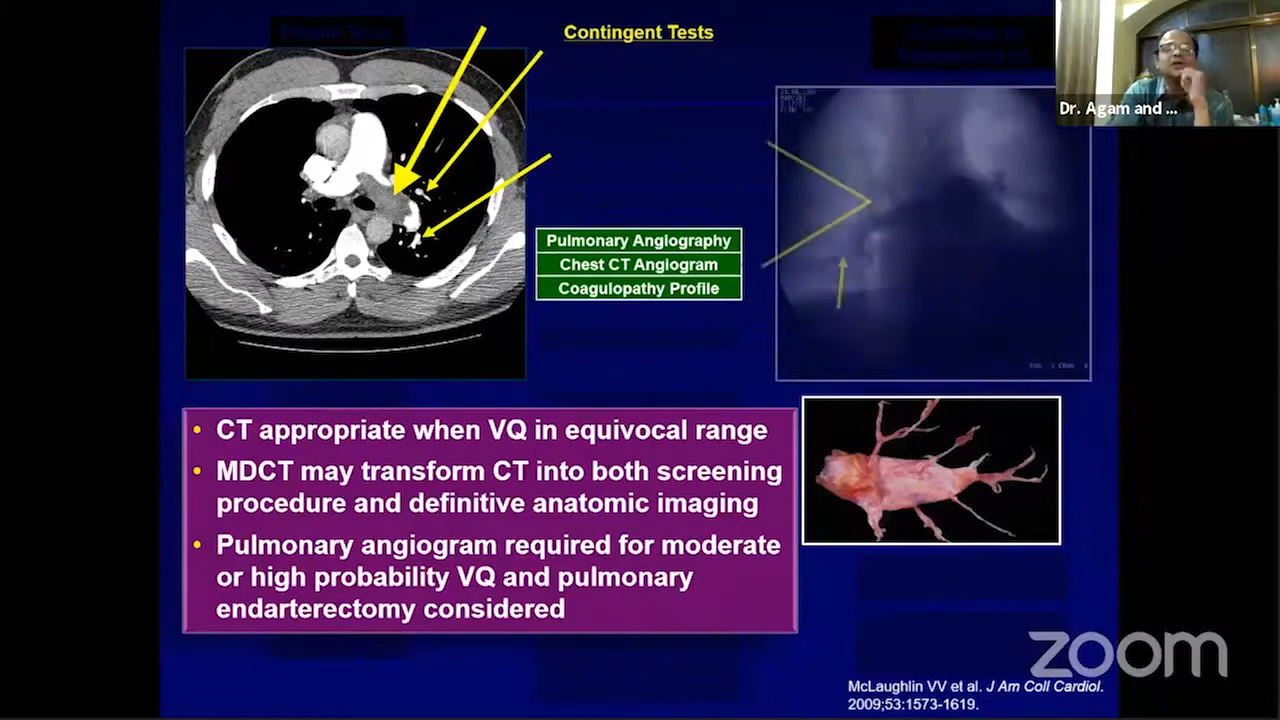 Contingent Tests
Dr. Agam and ...
Pulmonary Angiography
Chest CT Angiogram
Coagulopathy Profile
• CT appropriate when VQ in equivocal range
• MDCT may transform CT into both screening
procedure and definitive anatomic imaging
• Pulmonary angiogram required for moderate
or high probability VQ and pulmonary
endarterectomy considered
zoom
McLaughlin VV et al. J Am Coll Cardiol.
2009;53:1573-1619.